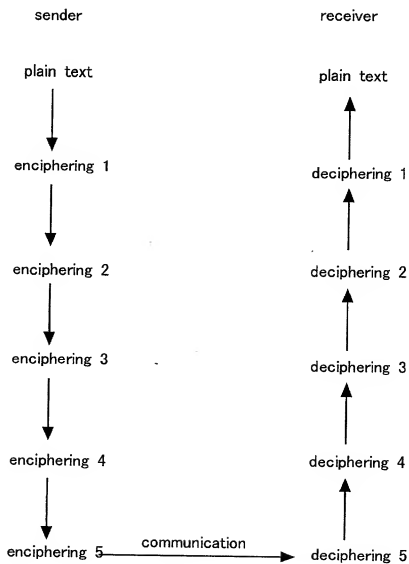 sender
receiver
plain text
plain text
enciphering 1
deciphering 1
enciphering 2
deciphering 2
enciphering 3
deciphering 3
enciphering 4
deciphering 4
communication
enciphering 5
deciphering 5